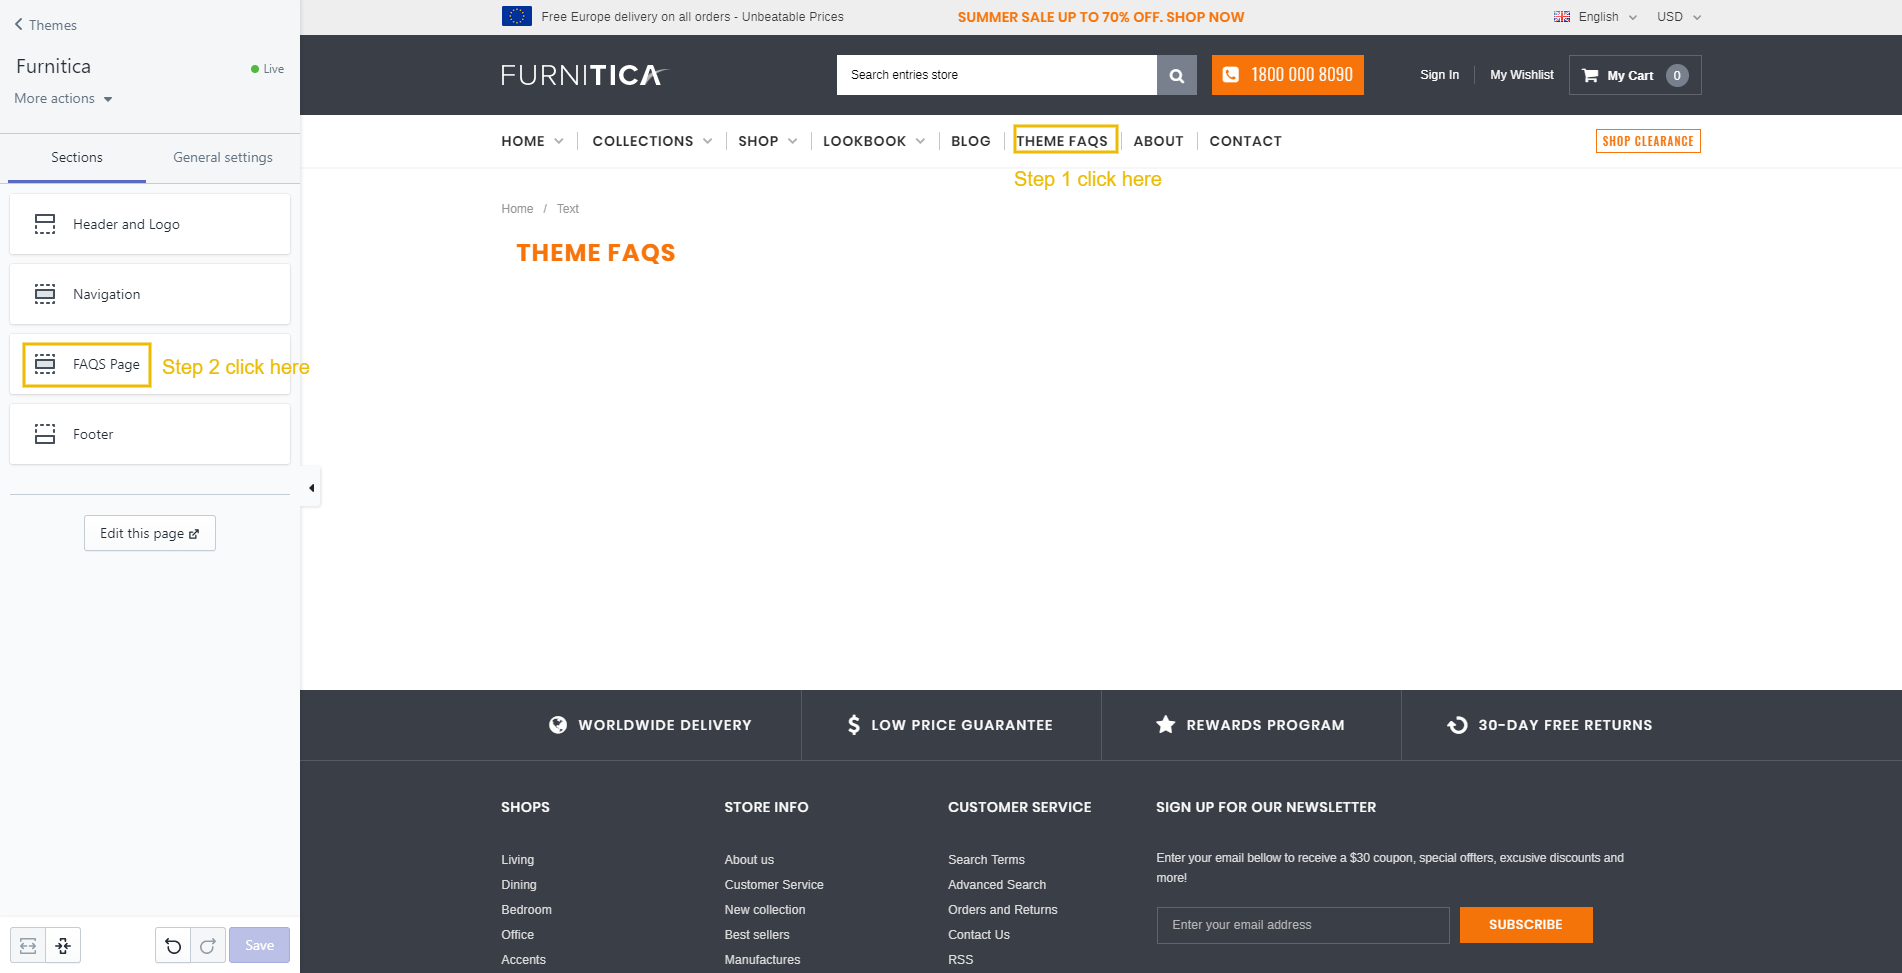 Themes
Furnitica
Live
More actions
Sections General settings
Header and Logo
Navigation
FAQS Page
Step 2 click here
Footer
Edit this page
Save
Free Europe delivery on all orders - Unbeatable Prices
SUMMER SALE UP TO 70% OFF. SHOP NOW
English USD
FURNITICA
Search entries store
1800 000 8090
Sign In My Wishlist My Cart 0
HOME COLLECTIONS SHOP LOOKBOOK BLOG THEME FAQS ABOUT CONTACT
SHOP CLEARANCE
Step 1 click here
Home / Text
THEME FAQS
WORLDWIDE DELIVERY
LOW PRICE GUARANTEE
REWARDS PROGRAM
30-DAY FREE RETURNS
SHOPS
Living
Dining
Bedroom
Office
Accents
STORE INFO
About us
Customer Service
New collection
Best sellers
Manufactures
CUSTOMER SERVICE
Search Terms
Advanced Search
Orders and Returns
Contact Us
RSS
SIGN UP FOR OUR NEWSLETTER
Enter your email bellow to receive a $30 coupon, special offters, excusive discounts and
more!
Enter your email address
SUBSCRIBE